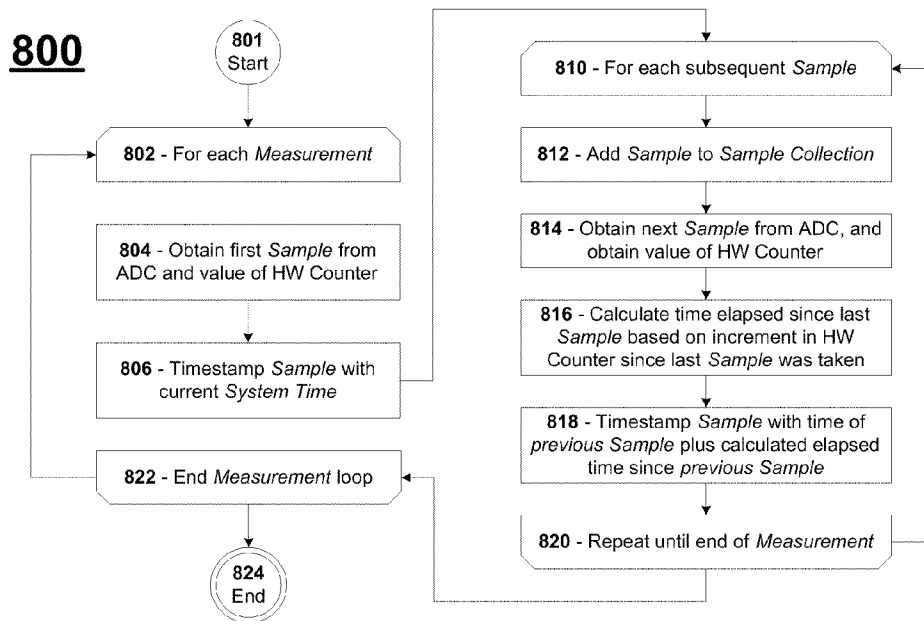 800
801
Start
802 - For each Measurement
804 - Obtain first Sample from
ADC and value of HW Counter
806 - Timestamp Sample with
current System Time
810 - For each subsequent Sample
812 - Add Sample to Sample Collection
814 - Obtain next Sample from ADC, and
obtain value of HW Counter
816 - Calculate time elapsed since last
Sample based on increment in HW
Counter since last Sample was taken
818 - Timestamp Sample with time of
previous Sample plus calculated elapsed
time since previous Sample
820 - Repeat until end of Measurement
822 - End Measurement loop
824
End